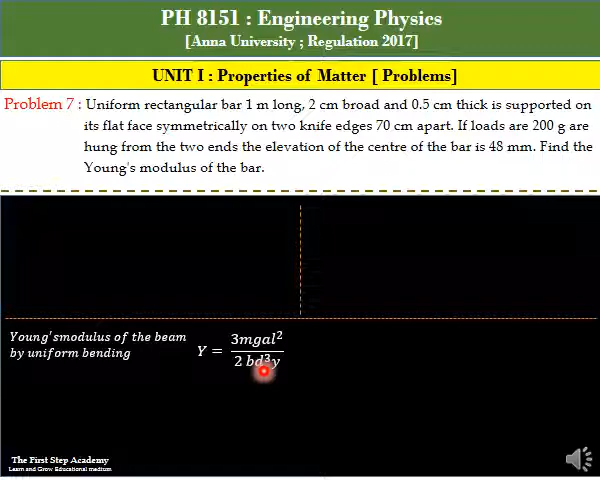 PH 8151 : Engineering Physics
[Anna University ; Regulation 2017]
UNIT I : Properties of Matter [ Problems]
Problem 7 : Uniform rectangular bar 1 m long, 2 cm broad and 0.5 cm thick is supported on
its flat face symmetrically on two knife edges 70 cm apart. If loads are 200 g are
hung from the two ends the elevation of the centre of the bar is 48 mm. Find the
Young's modulus of the bar.
Young'smodulus of the beam
by uniform bending
Y = 3mgal² / 2 bd³y
The First Step Academy
Learn and Grow Educational medium